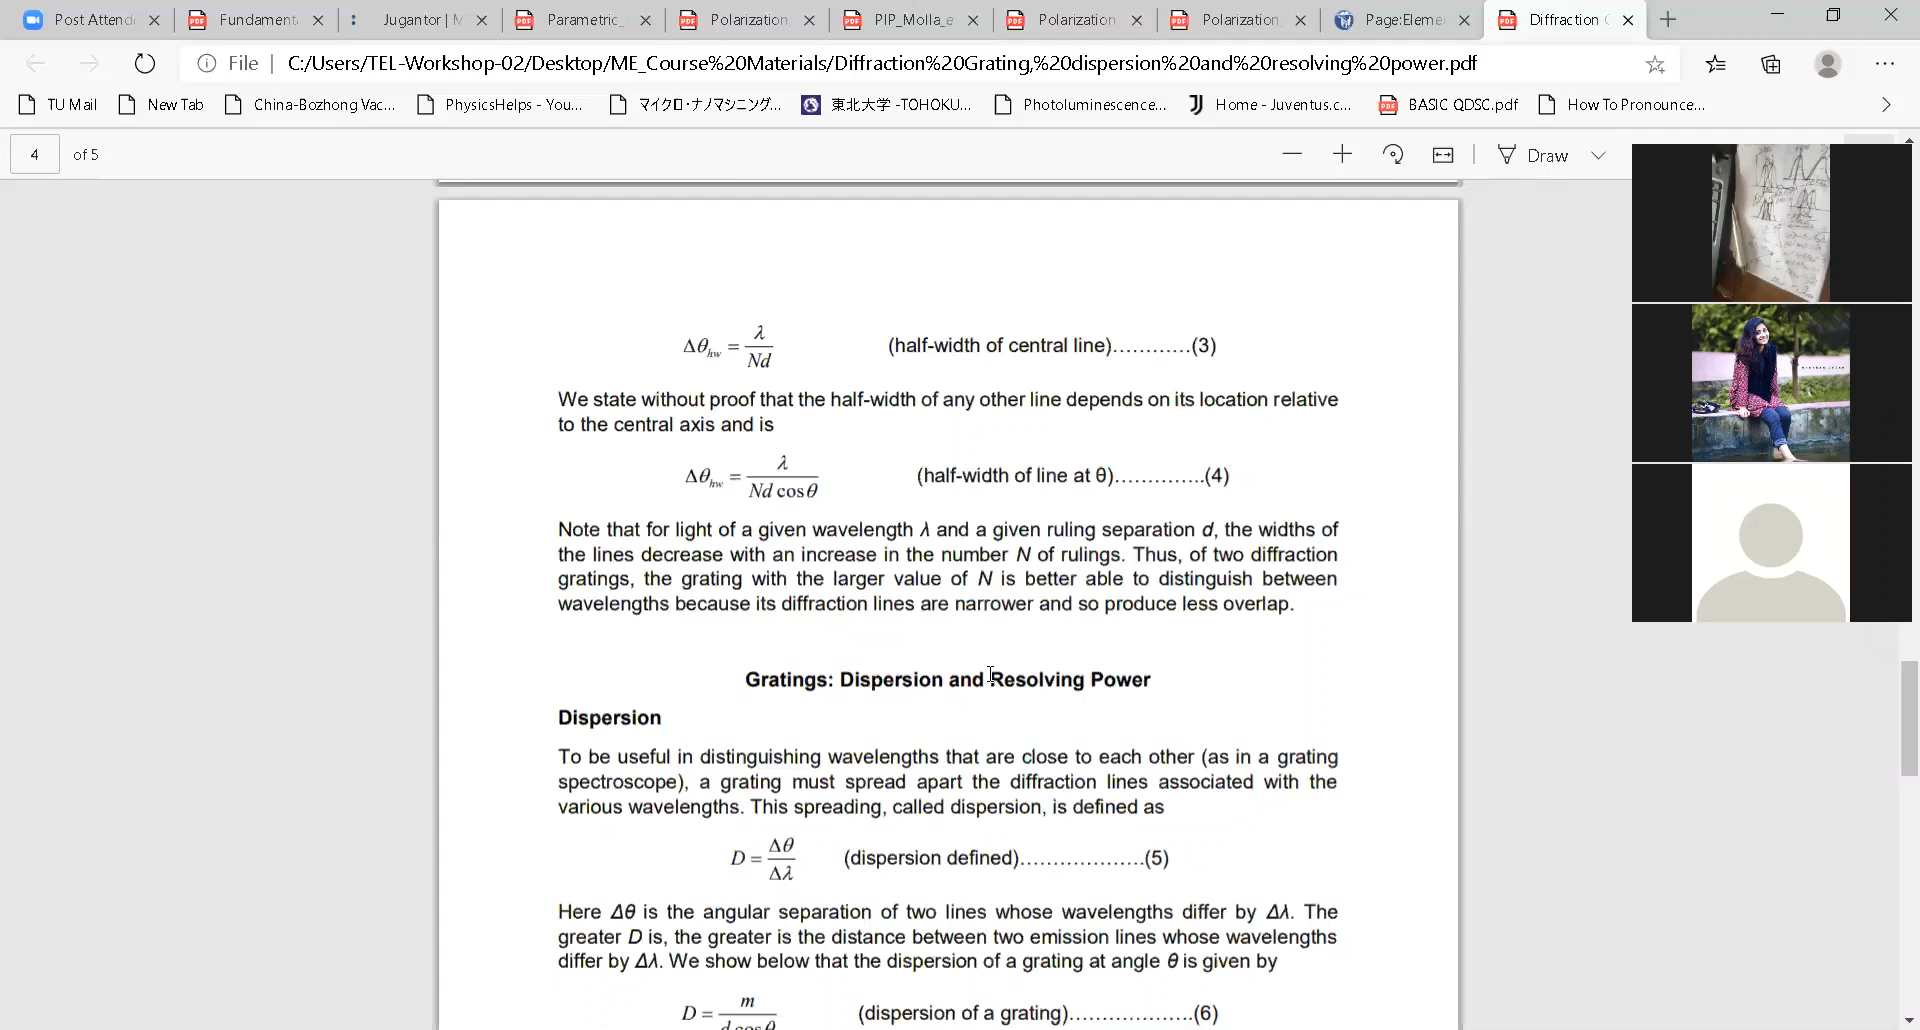 Post Attend
Fundament
Jugantor | M
Parametric_
Polarization
PIP_Molla_e
Polarization
Polarization
Page:Eleme
Diffraction G
File
C:/Users/TEL-Workshop-02/Desktop/ME_Course%20Materials/Diffraction%20Grating,%20dispersion%20and%20resolving%20power.pdf
TU Mail
New Tab
China-Bozhong Vac...
PhysicsHelps - You...
マイクロ・ナノマシニング...
東北大学 -TOHOKU...
Photoluminescence...
Home - Juventus.c...
BASIC QDSC.pdf
How To Pronounce...
4 of 5
Draw
Δθ_hw = λ / Nd (half-width of central line)............(3)
We state without proof that the half-width of any other line depends on its location relative
to the central axis and is
Δθ_hw = λ / Nd cosθ (half-width of line at θ)..............(4)
Note that for light of a given wavelength λ and a given ruling separation d, the widths of
the lines decrease with an increase in the number N of rulings. Thus, of two diffraction
gratings, the grating with the larger value of N is better able to distinguish between
wavelengths because its diffraction lines are narrower and so produce less overlap.
Gratings: Dispersion and Resolving Power
Dispersion
To be useful in distinguishing wavelengths that are close to each other (as in a grating
spectroscope), a grating must spread apart the diffraction lines associated with the
various wavelengths. This spreading, called dispersion, is defined as
D = Δθ / Δλ (dispersion defined)...................(5)
Here Δθ is the angular separation of two lines whose wavelengths differ by Δλ. The
greater D is, the greater is the distance between two emission lines whose wavelengths
differ by Δλ. We show below that the dispersion of a grating at angle θ is given by
D = m / d cosθ (dispersion of a grating)...................(6)